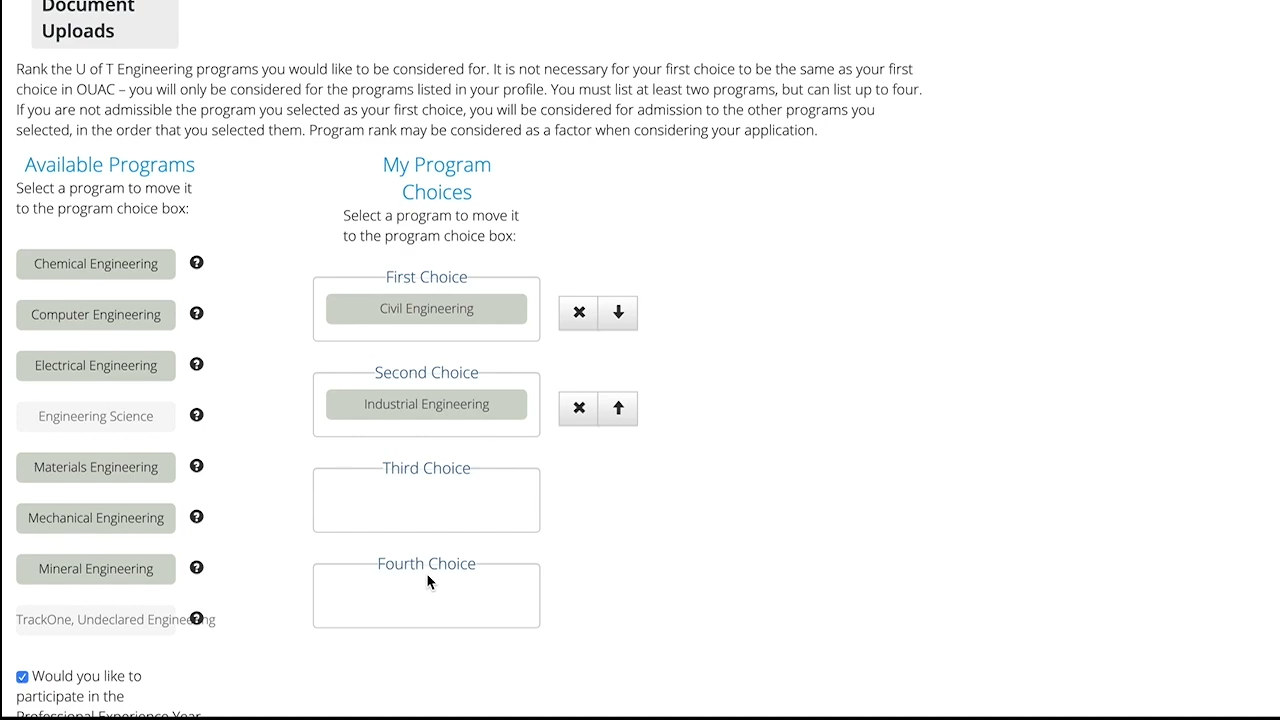 Document
Uploads
Rank the U of T Engineering programs you would like to be considered for. It is not necessary for your first choice to be the same as your first
choice in OUAC – you will only be considered for the programs listed in your profile. You must list at least two programs, but can list up to four.
If you are not admissible the program you selected as your first choice, you will be considered for admission to the other programs you
selected, in the order that you selected them. Program rank may be considered as a factor when considering your application.
Available Programs
Select a program to move it
to the program choice box:
Chemical Engineering
Computer Engineering
Electrical Engineering
Engineering Science
Materials Engineering
Mechanical Engineering
Mineral Engineering
TrackOne, Undeclared Engineering
My Program
Choices
Select a program to move it
to the program choice box:
First Choice
Civil Engineering
Second Choice
Industrial Engineering
Third Choice
Fourth Choice
Would you like to
participate in the
Professional Experience Year